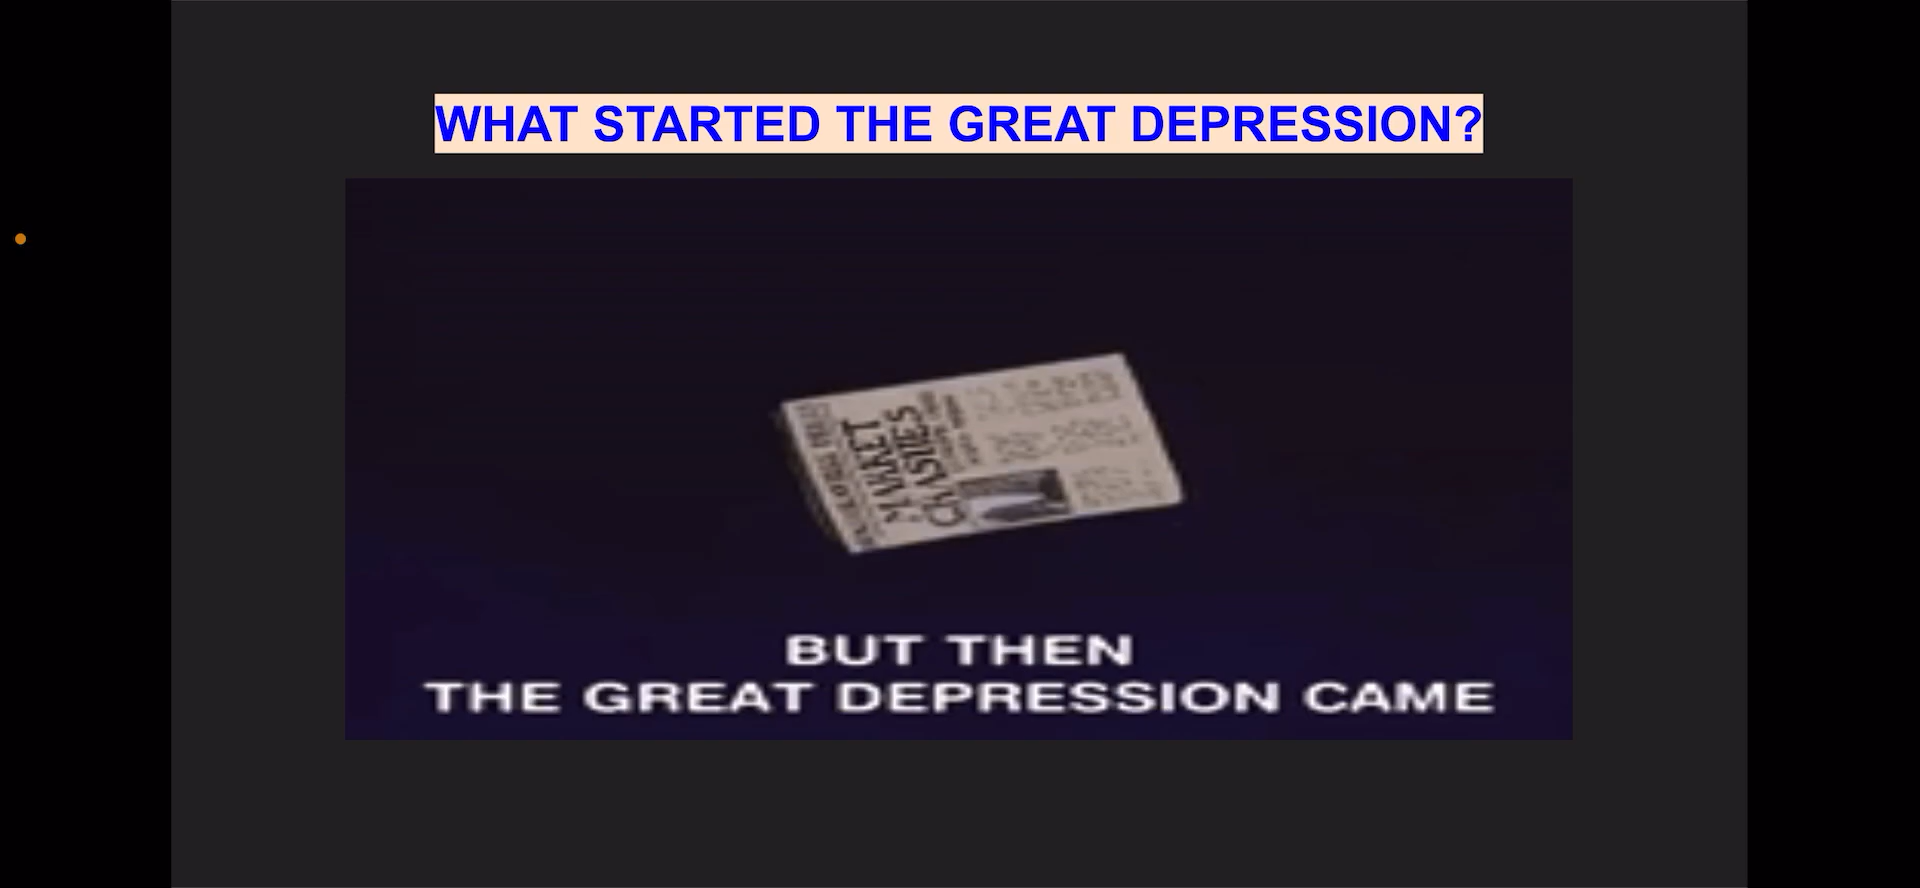 WHAT STARTED THE GREAT DEPRESSION?
MARKET
CRASHES
BUT THEN
THE GREAT DEPRESSION CAME